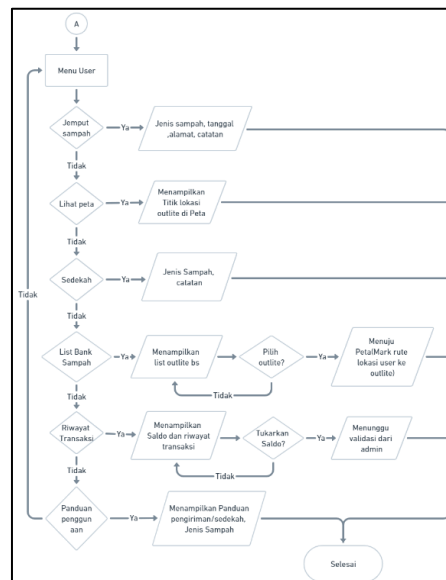 A
Menu User
Jemput
sampah
Ya
Jenis sampah, tanggal
,alamat, catatan
Tidak
Lihat peta
Ya
Menampilkan
Titik lokasi
outlite di Peta
Tidak
Sedekah
Ya
Jenis Sampah,
catatan
Tidak
Tidak
List Bank
Sampah
Ya
Menampilkan
list outlite bs
Pilih
outlite?
Ya
Menuju
Peta(Mark rute
lokasi user ke
outlite)
Tidak
Tidak
Riwayat
Transaksi
Ya
Menampilkan
Saldo dan riwayat
transaksi
Tukarkan
Saldo?
Ya
Menunggu
validasi dari
admin
Tidak
Tidak
Panduan
penggun
aan
Ya
Menampilkan Panduan
pengiriman/sedekah,
Jenis Sampah
Selesai